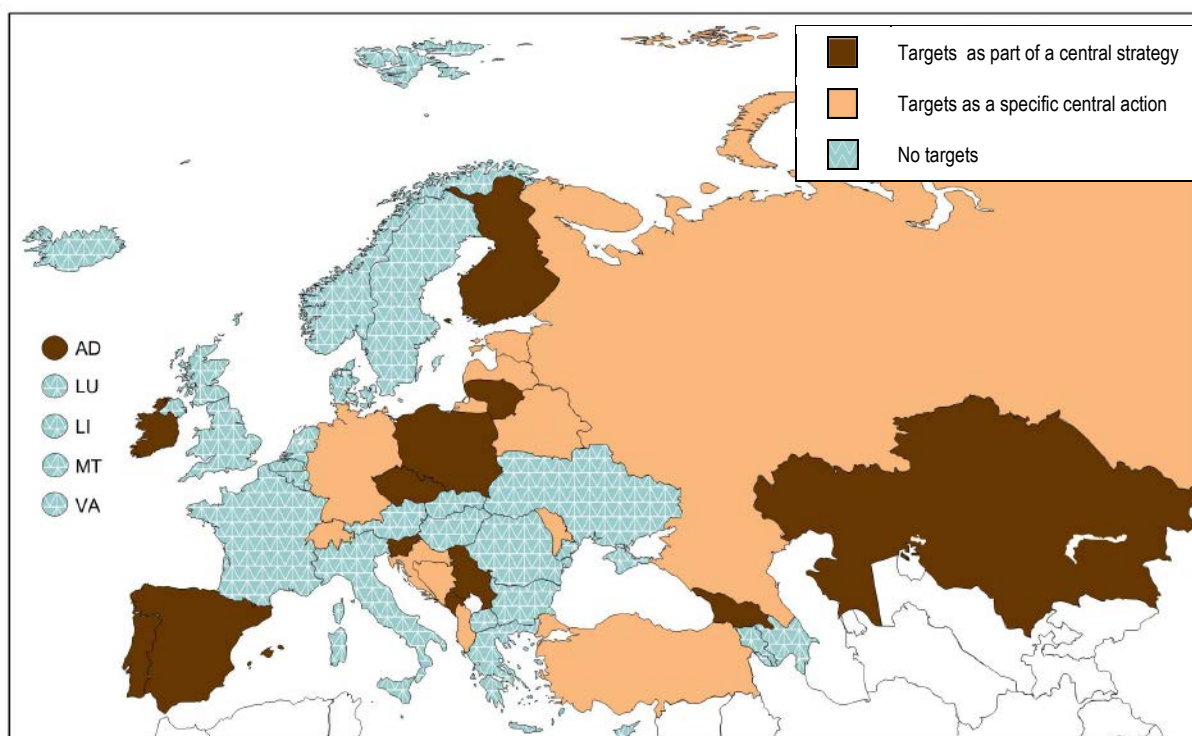 Targets as part of a central strategy
Targets as a specific central action
No targets
AD
LU
LI
MT
VA